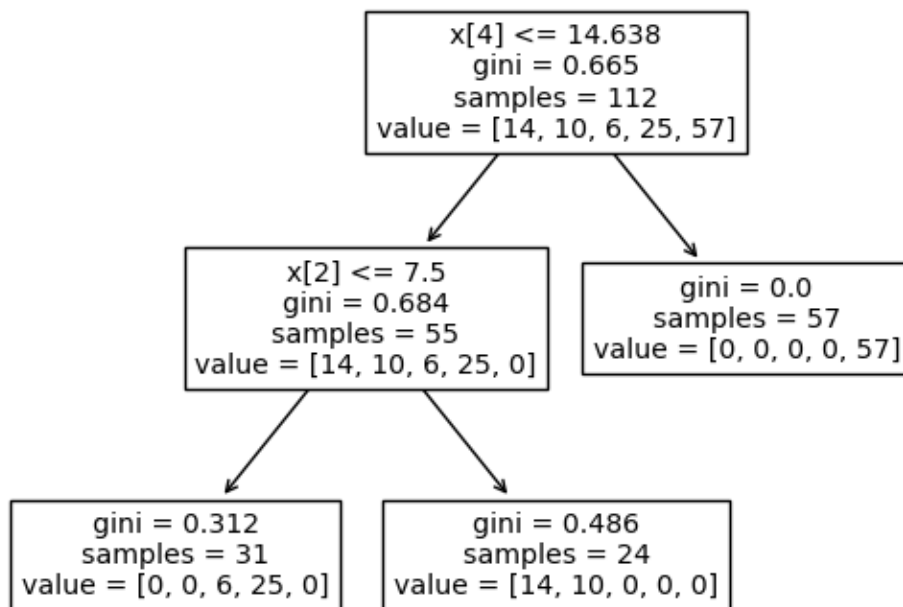 x[4] <= 14.638
gini = 0.665
samples = 112
value = [14, 10, 6, 25, 57]
x[2] <= 7.5
gini = 0.684
samples = 55
value = [14, 10, 6, 25, 0]
gini = 0.0
samples = 57
value = [0, 0, 0, 0, 57]
gini = 0.312
samples = 31
value = [0, 0, 6, 25, 0]
gini = 0.486
samples = 24
value = [14, 10, 0, 0, 0]